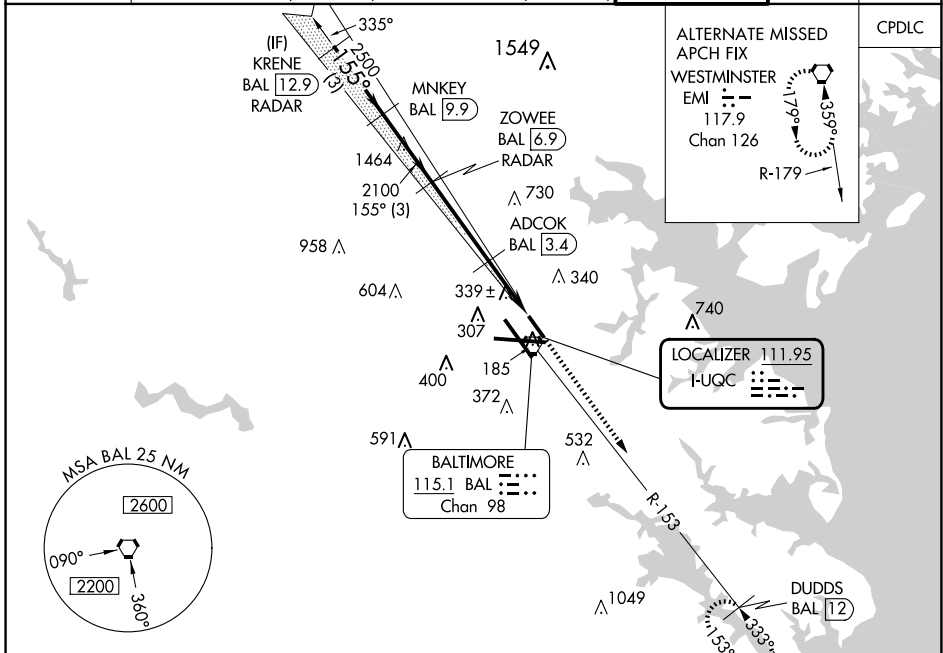 335°
1549
(IF)
KRENE
BAL 12.9
RADAR
155°
2500
(3)
MNKEY
BAL 9.9
ZOWEE
BAL 6.9
RADAR
1464
2100
155° (3)
730
ADCOK
BAL 3.4
958
340
604
339 ±
307
740
185
400
372
591
532
LOCALIZER 111.95
I-UQC
BALTIMORE
115.1 BAL
Chan 98
R-153
1049
DUDDS
BAL 12
153°
333°
MSA BAL 25 NM
2600
090°
2200
360°
ALTERNATE MISSED
APCH FIX
WESTMINSTER
EMI
117.9
Chan 126
179°
359°
R-179
CPDLC